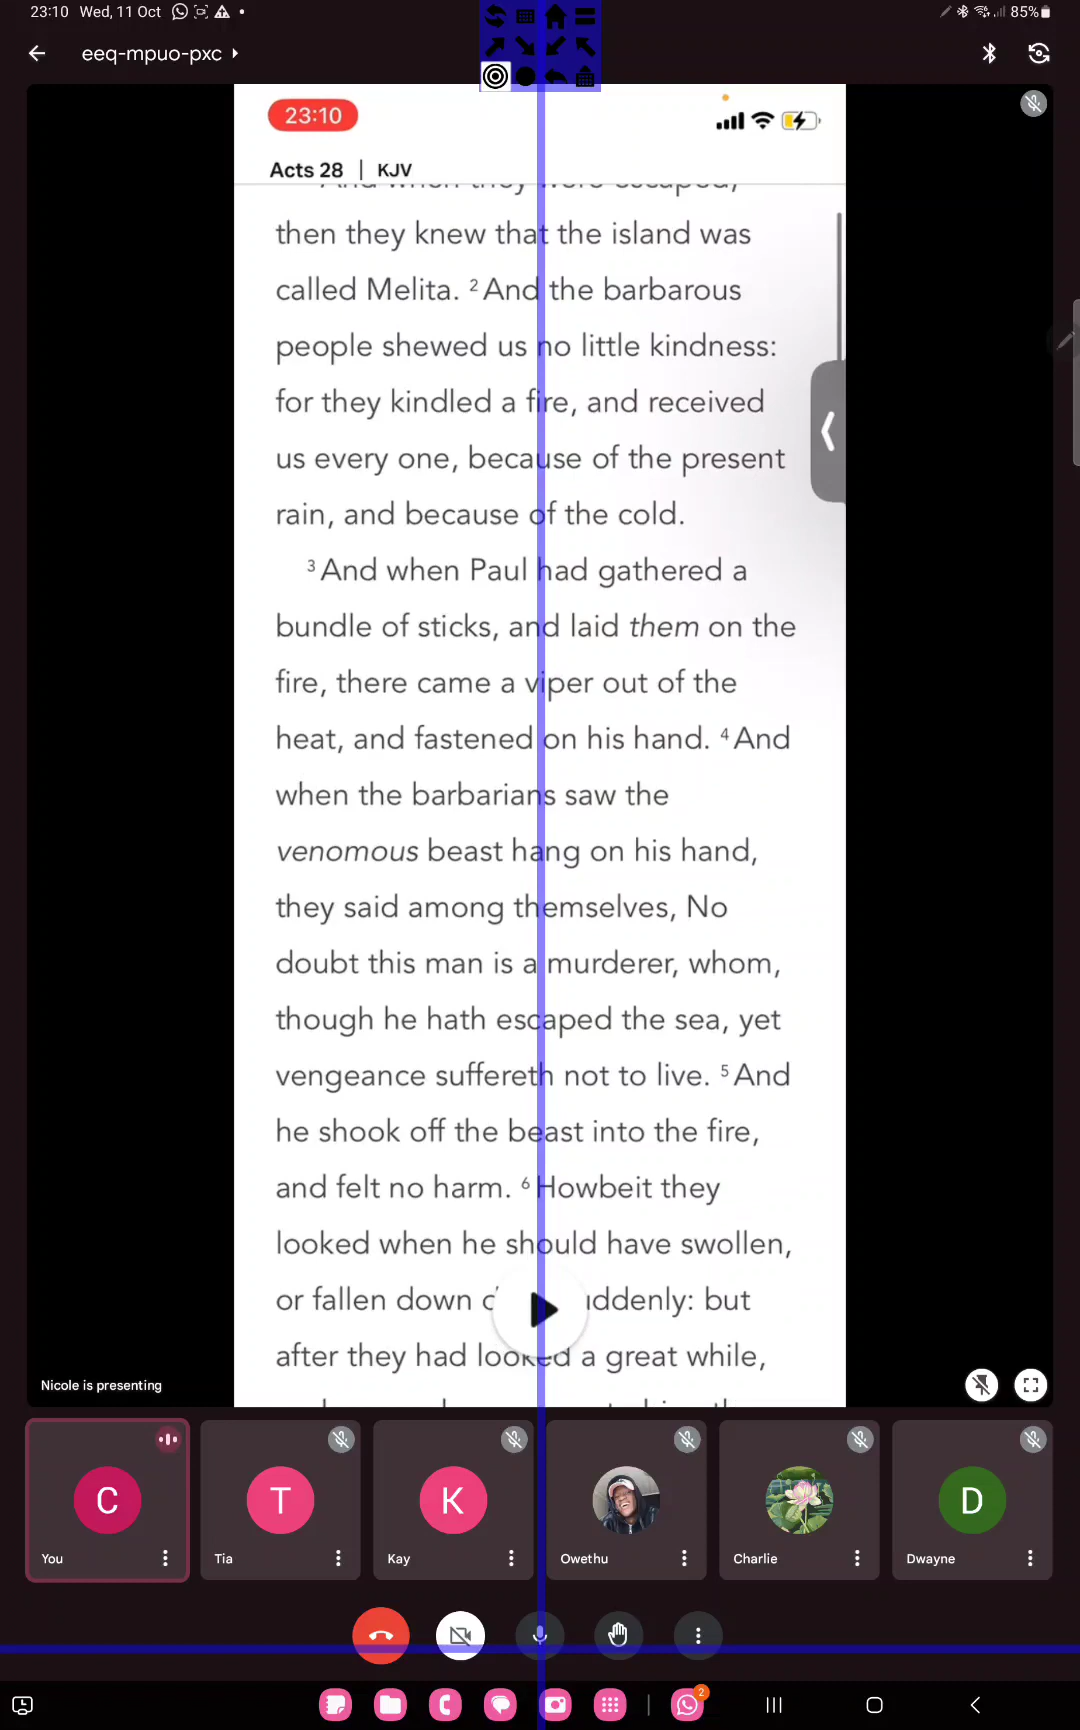 23:10 Wed, 11 Oct
85%
eeq-mpuo-pxc
23:10
Acts 28 | KJV
And when they were escaped,
then they knew that the island was
called Melita. 2 And the barbarous
people shewed us no little kindness:
for they kindled a fire, and received
us every one, because of the present
rain, and because of the cold.
3 And when Paul had gathered a
bundle of sticks, and laid them on the
fire, there came a viper out of the
heat, and fastened on his hand. 4 And
when the barbarians saw the
venomous beast hang on his hand,
they said among themselves, No
doubt this man is a murderer, whom,
though he hath escaped the sea, yet
vengeance suffereth not to live. 5 And
he shook off the beast into the fire,
and felt no harm. 6 Howbeit they
looked when he should have swollen,
or fallen down but
after they had looked a great while,
Nicole is presenting
C
T
K
D
You
Tia
Kay
Owethu
Charlie
Dwayne
2